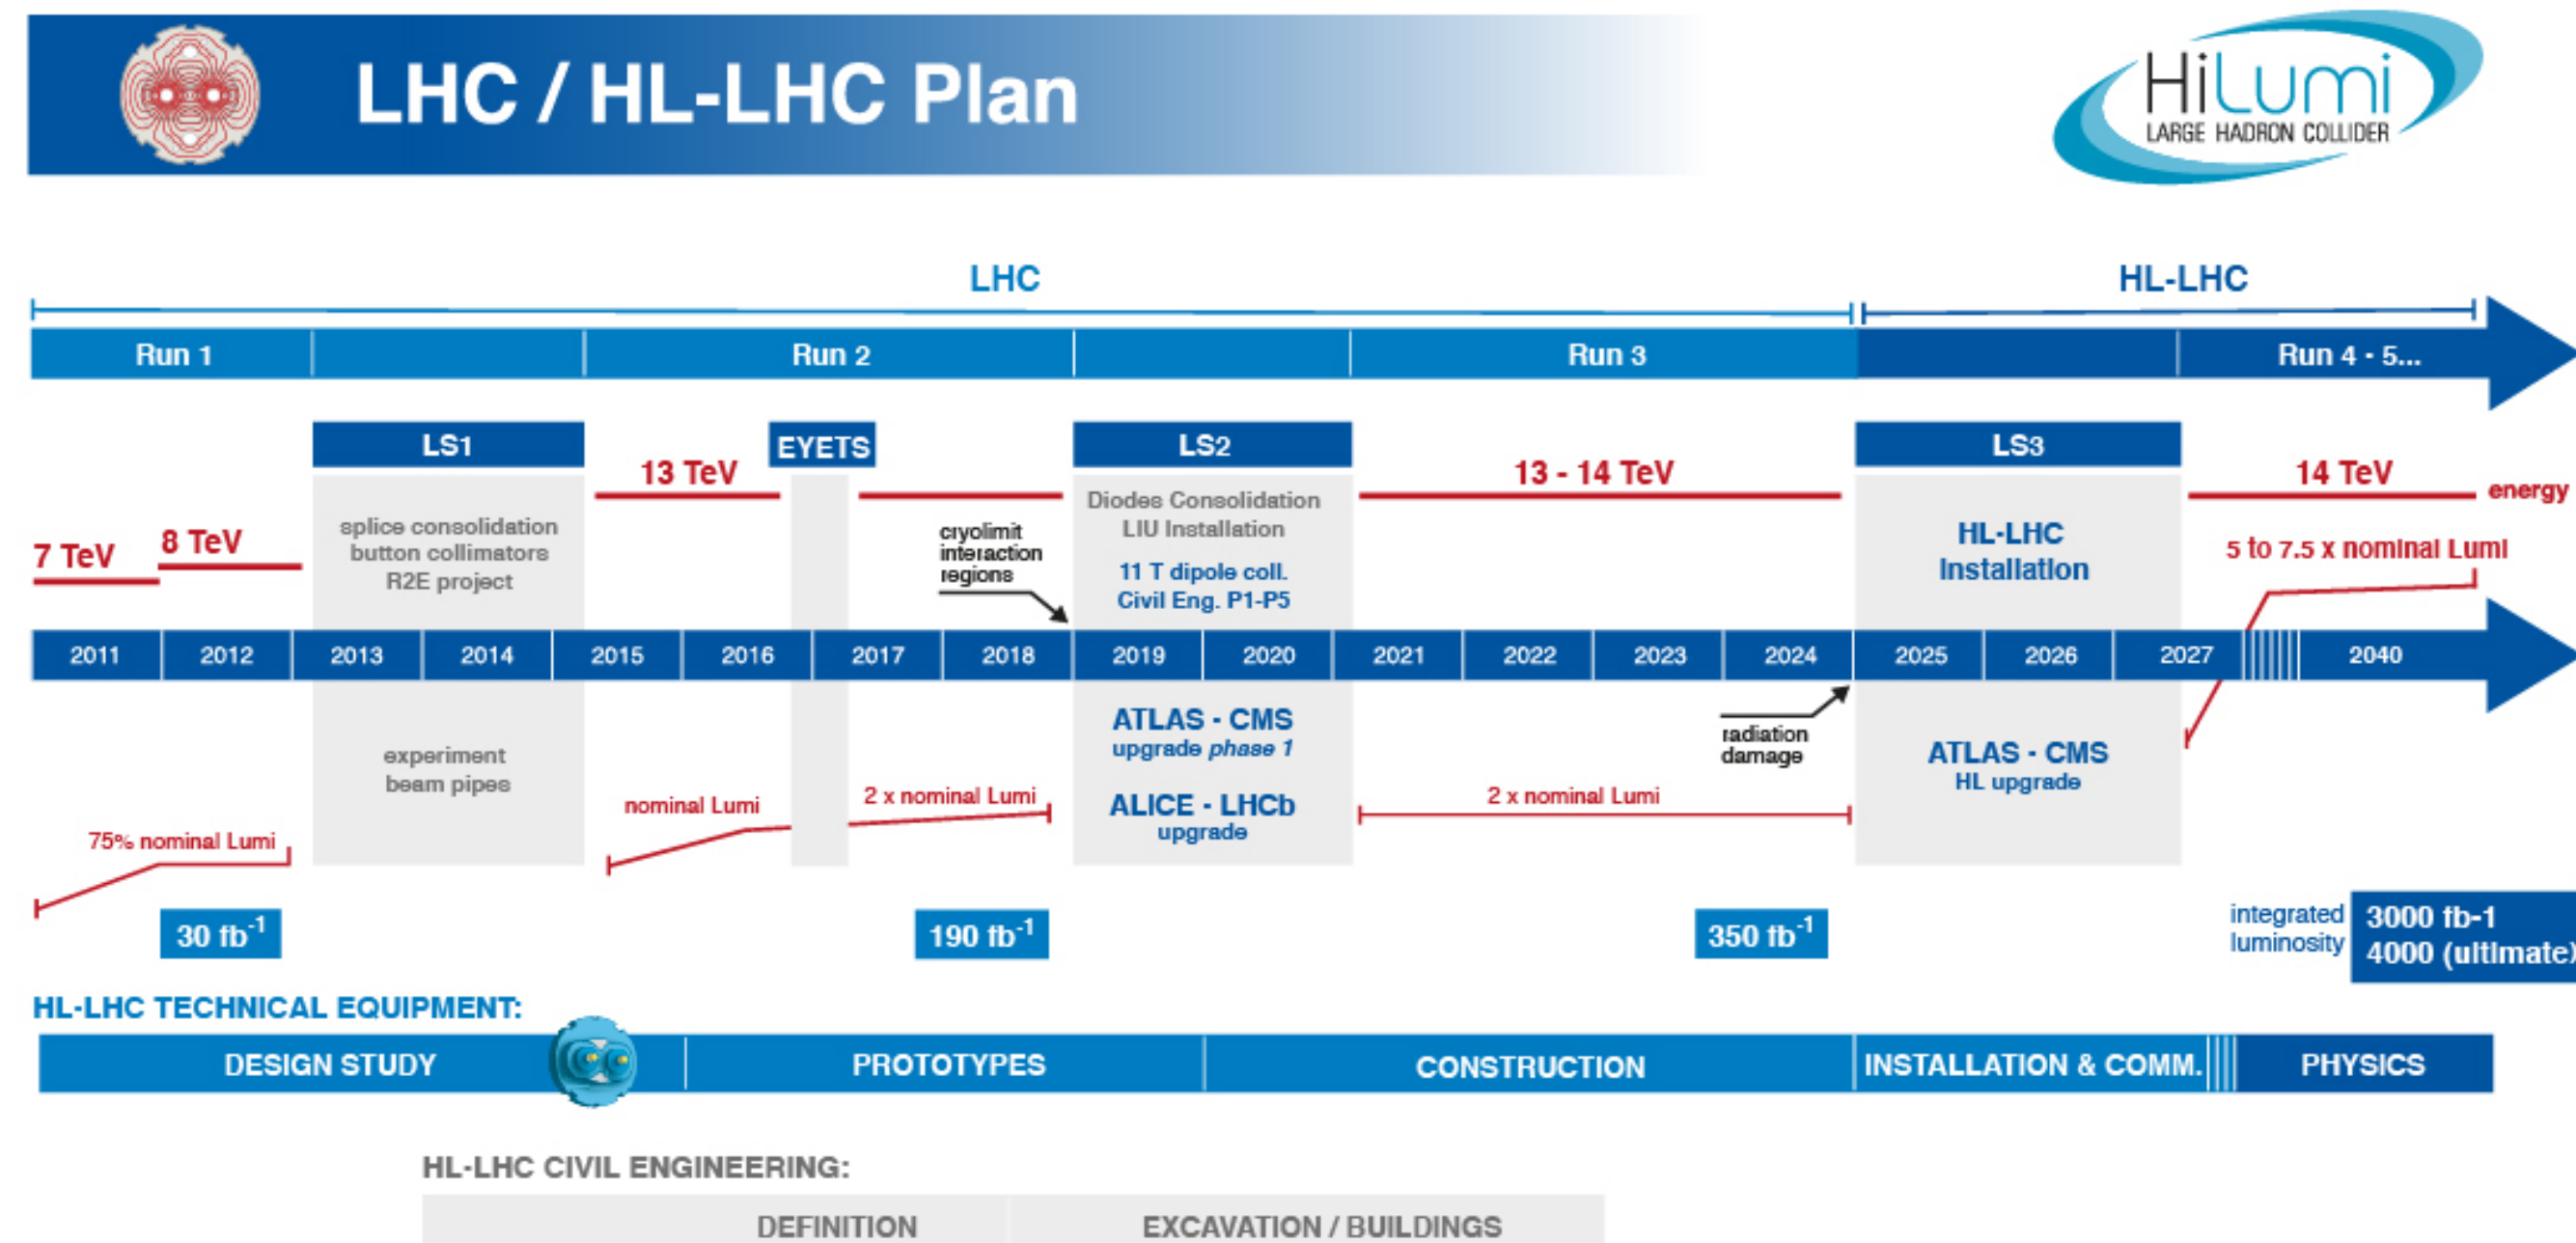 LHC / HL-LHC Plan
HiLumi
LARGE HADRON COLLIDER
LHC
HL-LHC
Run 1
Run 2
Run 3
Run 4 - 5...
LS1
EYETS
LS2
LS3
13 TeV
13 - 14 TeV
14 TeV
energy
7 TeV
8 TeV
splice consolidation
button collimators
R2E project
cryolimit
interaction
regions
Diodes Consolidation
LIU Installation
11 T dipole coll.
Civil Eng. P1-P5
HL-LHC
Installation
5 to 7.5 x nominal Lumi
2011
2012
2013
2014
2015
2016
2017
2018
2019
2020
2021
2022
2023
2024
2025
2026
2027
2040
experiment
beam pipes
ATLAS - CMS
upgrade phase 1
ALICE - LHCb
upgrade
radiation
damage
ATLAS - CMS
HL upgrade
75% nominal Lumi
nominal Lumi
2 x nominal Lumi
2 x nominal Lumi
30 fb-1
190 fb-1
350 fb-1
integrated
luminosity
3000 fb-1
4000 (ultimate)
HL-LHC TECHNICAL EQUIPMENT:
DESIGN STUDY
PROTOTYPES
CONSTRUCTION
INSTALLATION & COMM.
PHYSICS
HL-LHC CIVIL ENGINEERING:
DEFINITION
EXCAVATION / BUILDINGS